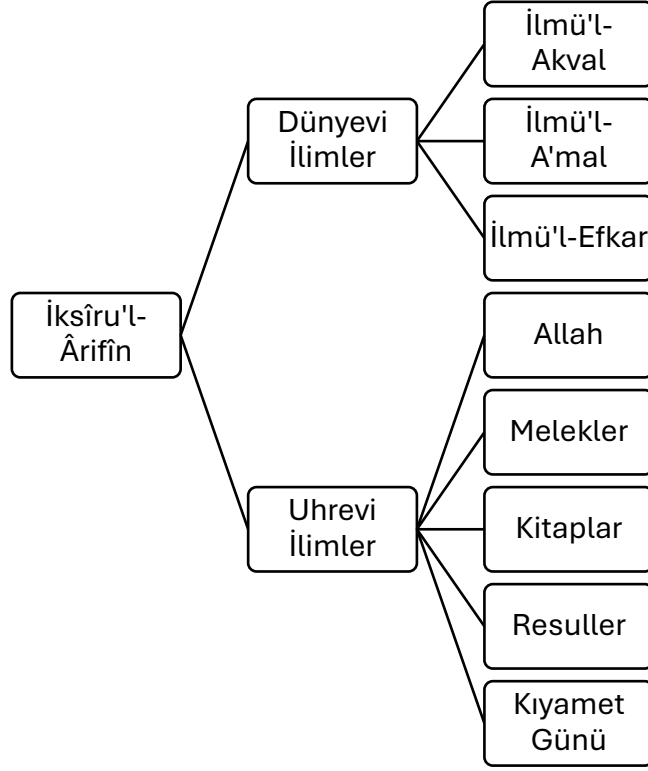 İksîru'l-
Ârifîn
Dünyevi
İlimler
İlmü'l-
Akval
İlmü'l-
A'mal
İlmü'l-Efkar
Uhrevi
İlimler
Allah
Melekler
Kitaplar
Resuller
Kıyamet
Günü